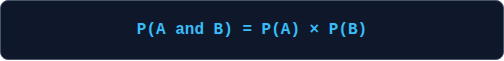 P(A and B) = P(A) × P(B)